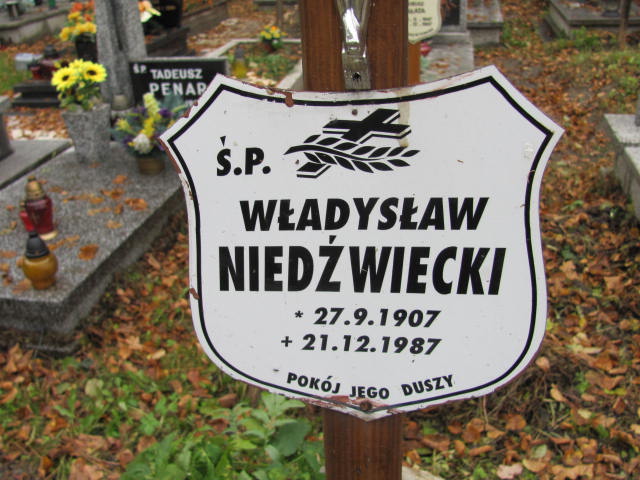 Ś.P.
WŁADYSŁAW
NIEDŹWIECKI
* 27.9.1907
+ 21.12.1987
POKÓJ JEGO DUSZY
Ś.P.
TADEUSZ
PENAR